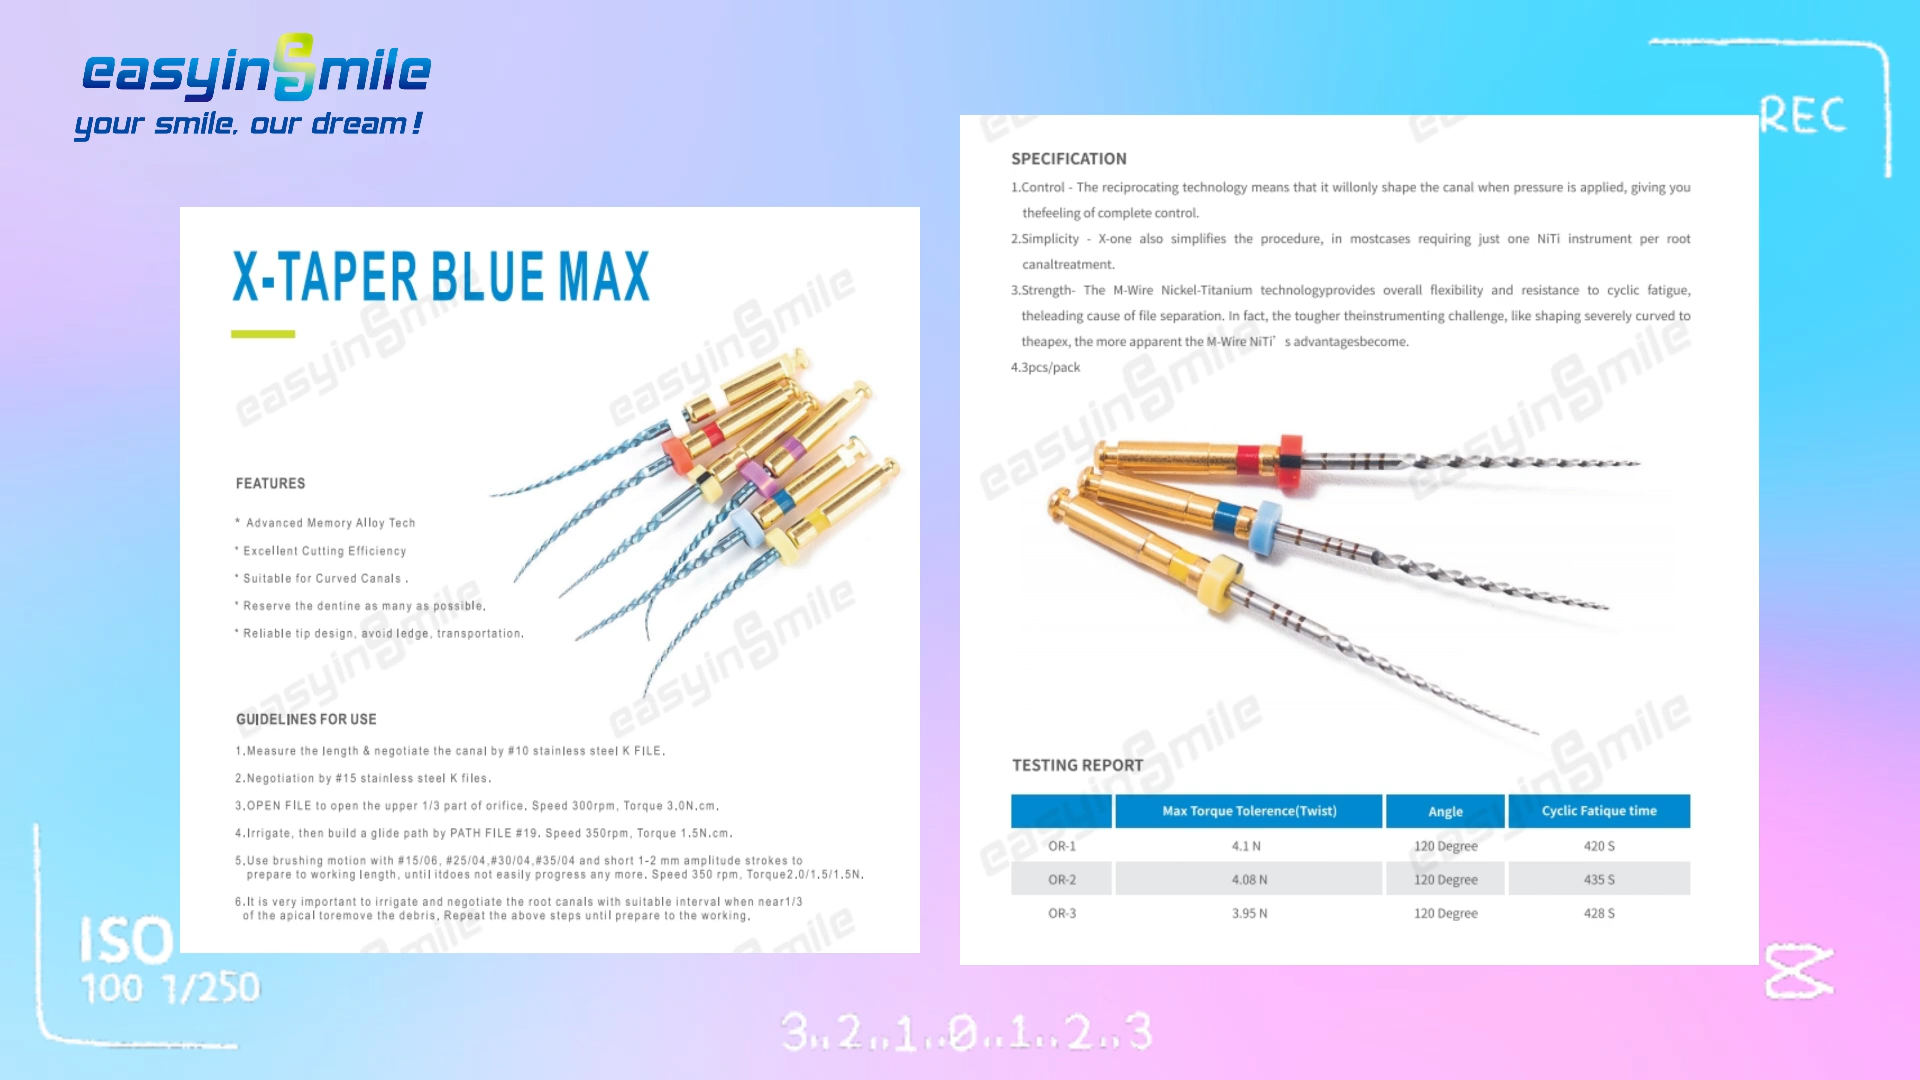 easyinSmile
your smile, our dream!
REC
X-TAPER BLUE MAX
FEATURES
* Advanced Memory Alloy Tech
* Excellent Cutting Efficiency
* Suitable for Curved Canals .
* Reserve the dentine as many as possible.
* Reliable tip design, avoid ledge, transportation.
GUIDELINES FOR USE
1.Measure the length & negotiate the canal by #10 stainless steel K FILE.
2.Negotiation by #15 stainless steel K files.
3.OPEN FILE to open the upper 1/3 part of orifice. Speed 300rpm, Torque 3.0N.cm.
4.Irrigate, then build a glide path by PATH FILE #19. Speed 350rpm, Torque 1.5N.cm.
5.Use brushing motion with #15/06, #25/04,#30/04,#35/04 and short 1-2 mm amplitude strokes to
prepare to working length, until itdoes not easily progress any more. Speed 350 rpm, Torque2.0/1.5/1.5N.
6.It is very important to irrigate and negotiate the root canals with suitable interval when near1/3
of the apical toremove the debris. Repeat the above steps until prepare to the working.
SPECIFICATION
1.Control - The reciprocating technology means that it willonly shape the canal when pressure is applied, giving you
thefeeling of complete control.
2.Simplicity - X-one also simplifies the procedure, in mostcases requiring just one NiTi instrument per root
canaltreatment.
3.Strength- The M-Wire Nickel-Titanium technologyprovides overall flexibility and resistance to cyclic fatigue,
theleading cause of file separation. In fact, the tougher theinstrumenting challenge, like shaping severely curved to
theapex, the more apparent the M-Wire NiTi's advantagesbecome.
4.3pcs/pack
TESTING REPORT
Max Torque Tolerence(Twist) Angle Cyclic Fatique time
OR-1 4.1 N 120 Degree 420 S
OR-2 4.08 N 120 Degree 435 S
OR-3 3.95 N 120 Degree 428 S
ISO
100 1/250
3..2..1..0..1..2..3